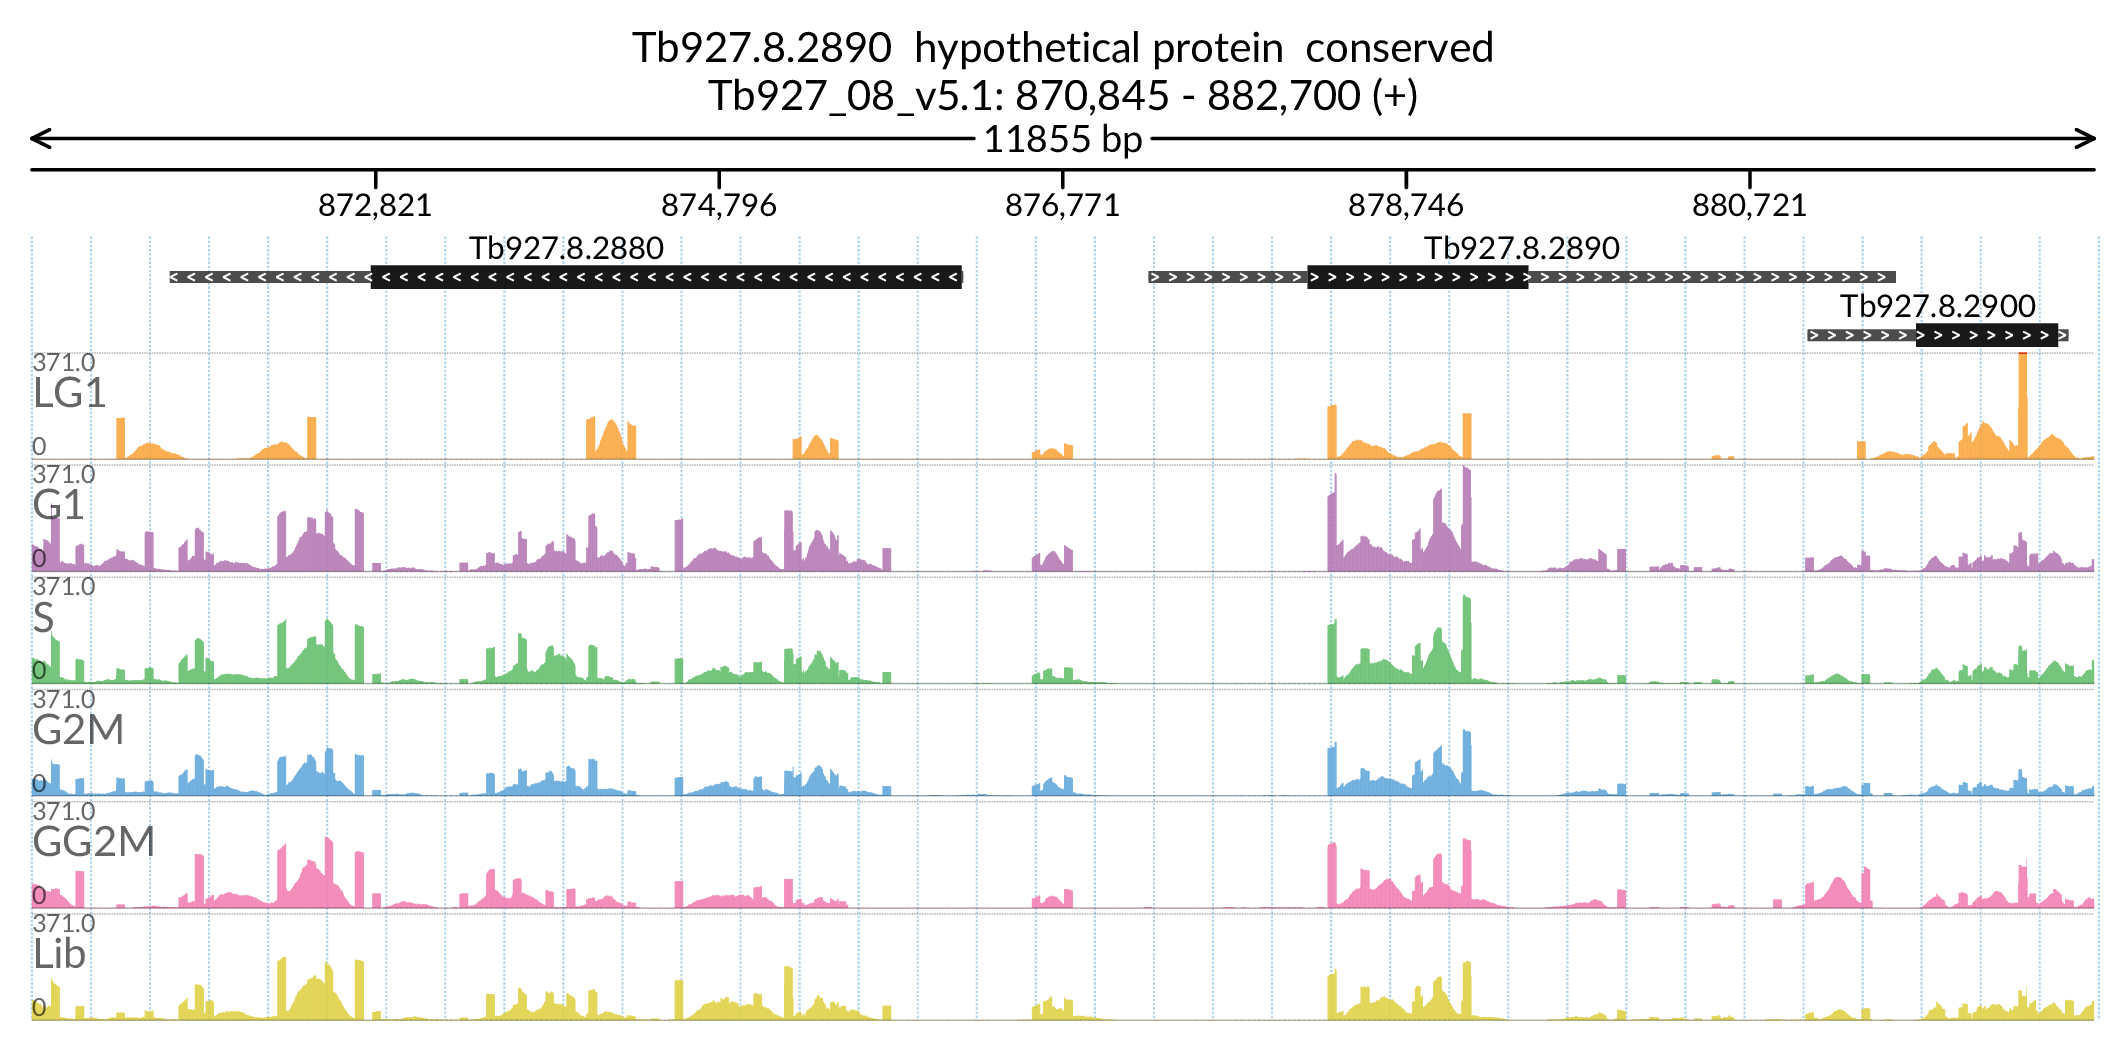 Tb927.8.2890  hypothetical protein  conserved
Tb927_08_v5.1: 870,845 - 882,700 (+)
11855 bp
872,821 874,796 876,771 878,746 880,721
Tb927.8.2880 Tb927.8.2890
Tb927.8.2900
371.0
LG1
0
371.0
G1
0
371.0
S
0
371.0
G2M
0
371.0
GG2M
0
371.0
Lib
0